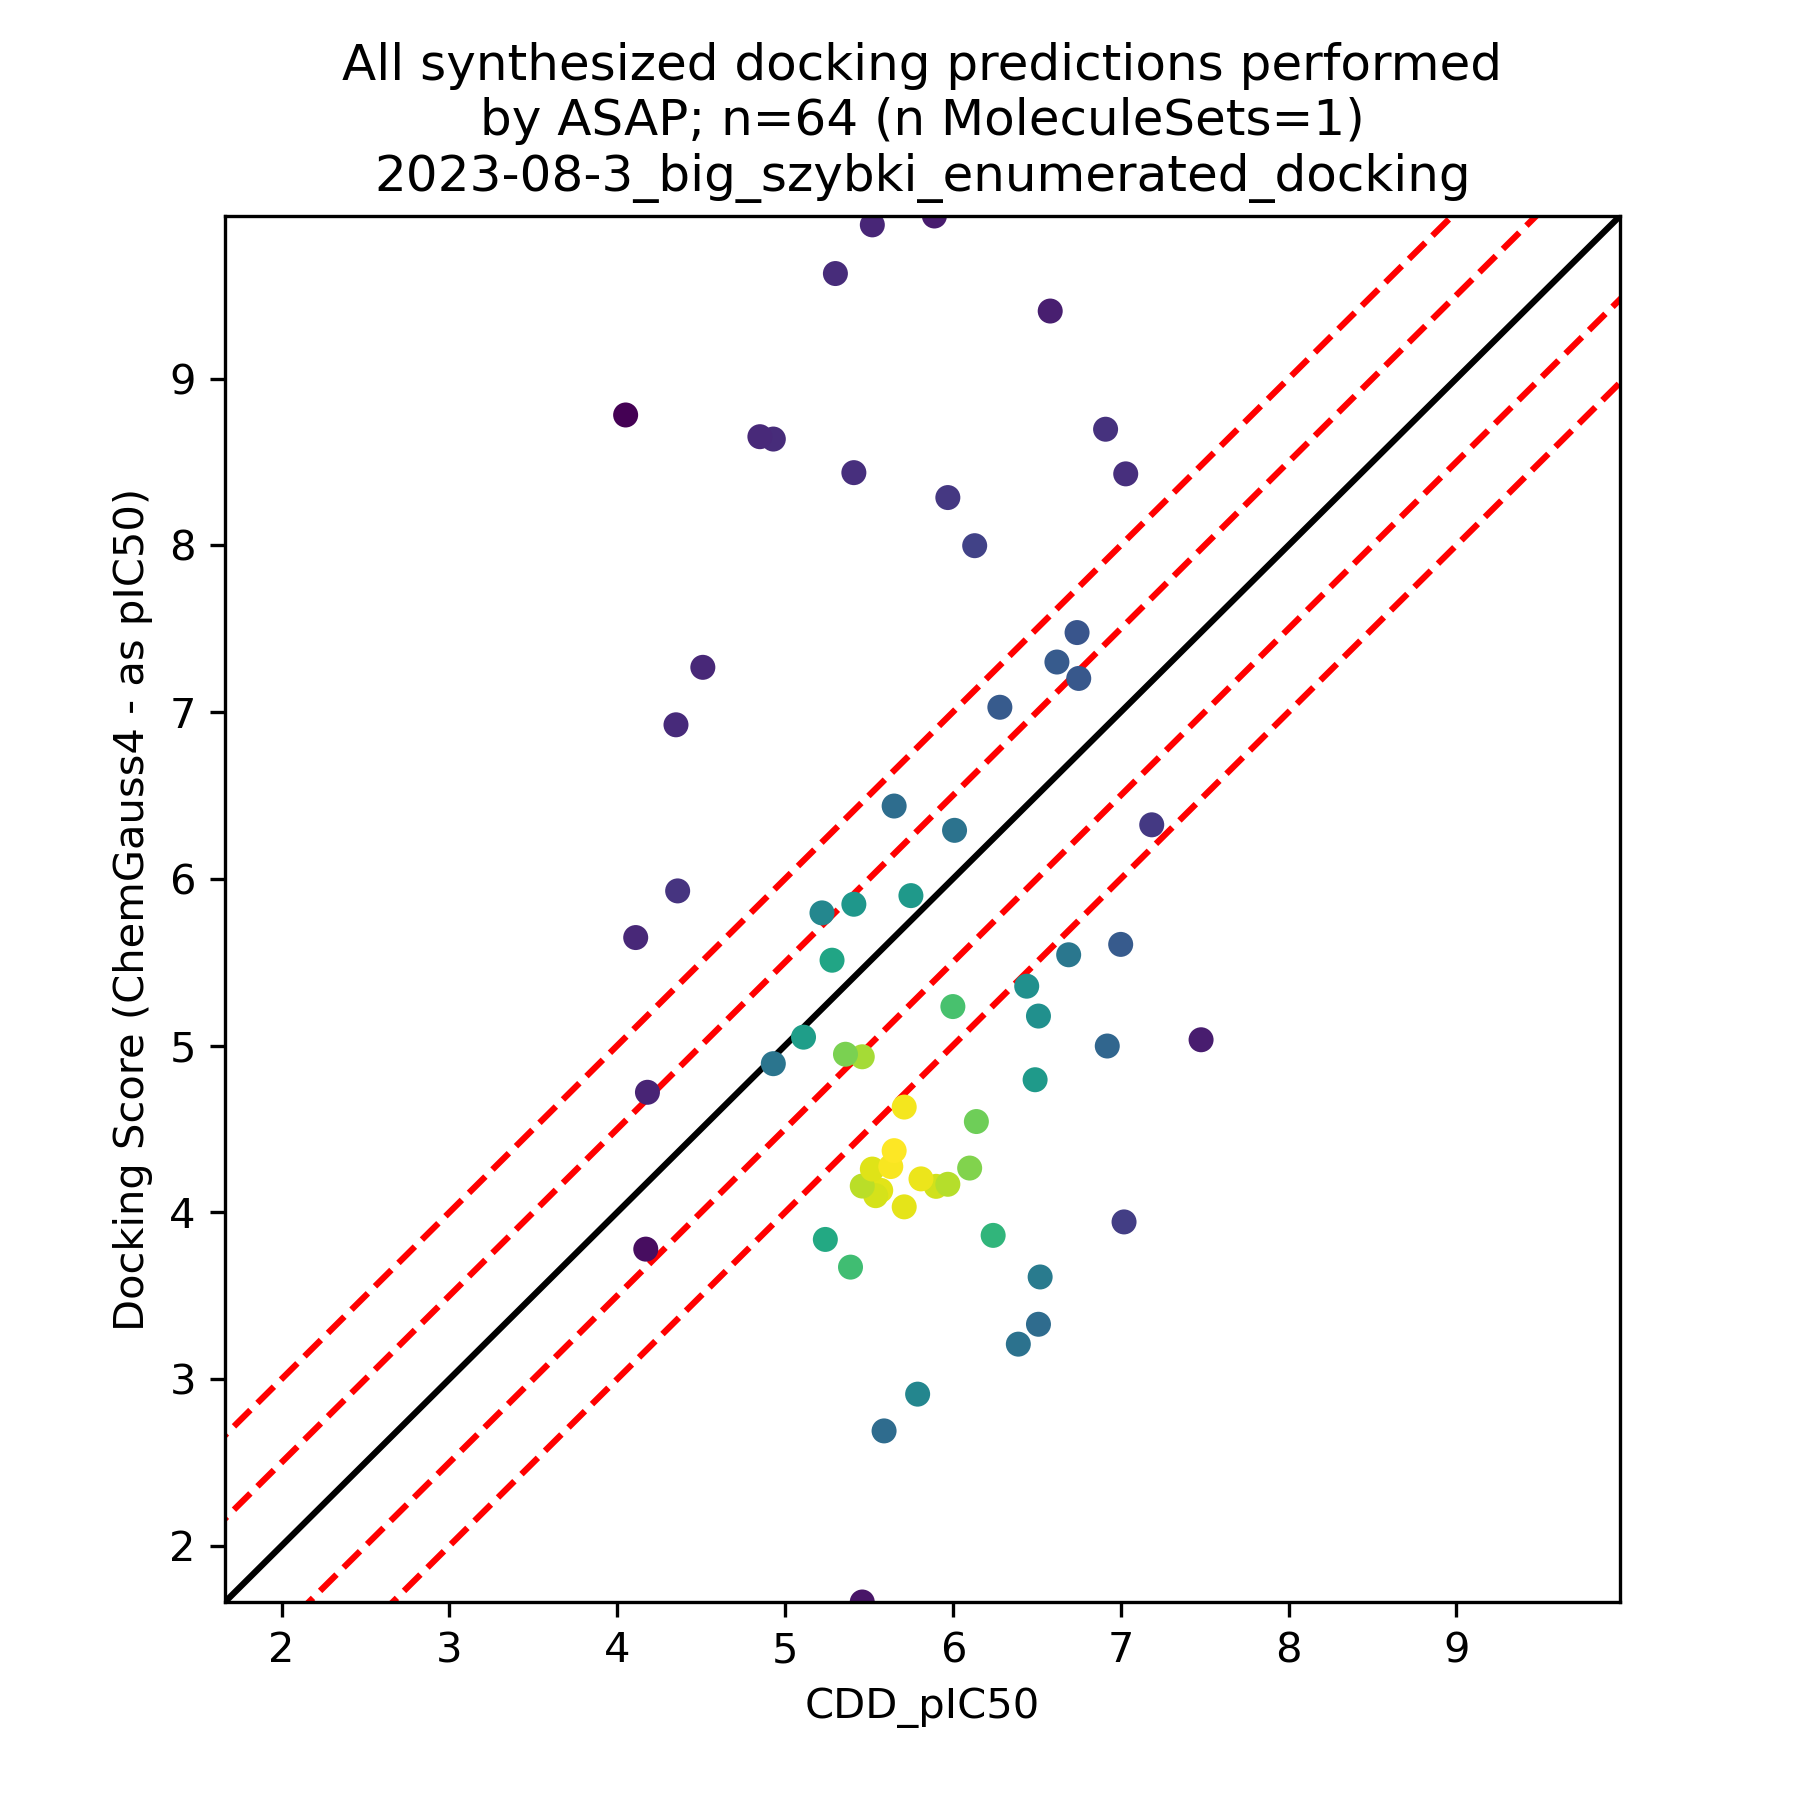 All synthesized docking predictions performed
by ASAP; n=64 (n MoleculeSets=1)
2023-08-3_big_szybki_enumerated_docking
Docking Score (ChemGauss4 - as pIC50)
9
8
7
6
5
4
3
2
2 3 4 5 6 7 8 9
CDD_pIC50